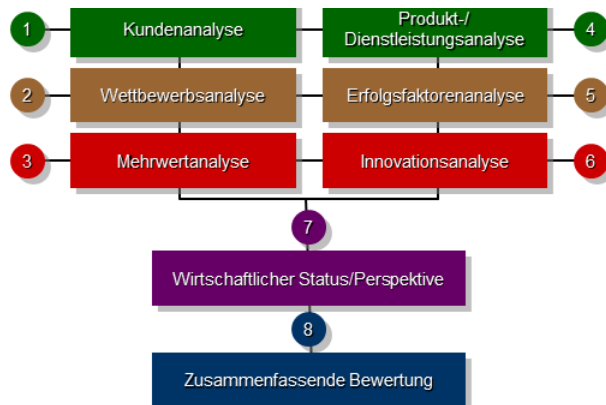 1
Kundenanalyse
Produkt-/
Dienstleistungsanalyse
4
2
Wettbewerbsanalyse
Erfolgsfaktorenanalyse
5
3
Mehrwertanalyse
Innovationsanalyse
6
7
Wirtschaftlicher Status/Perspektive
8
Zusammenfassende Bewertung